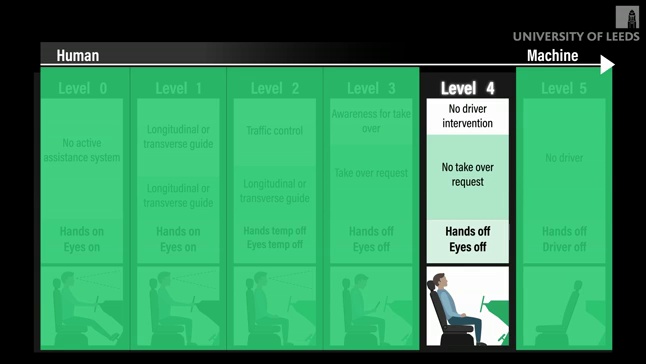 UNIVERSITY OF LEEDS
Human
Machine
Level 0
Level 1
Level 2
Level 3
Level 4
Level 5
No active
assistance system
Hands on
Eyes on
Longitudinal or
transverse guide
Longitudinal or
transverse guide
Hands on
Eyes on
Traffic control
Longitudinal or
transverse guide
Hands temp off
Eyes temp off
Awareness for take
over
Take over request
Hands off
Eyes off
No driver
intervention
No take over
request
Hands off
Eyes off
No driver
Hands off
Driver off